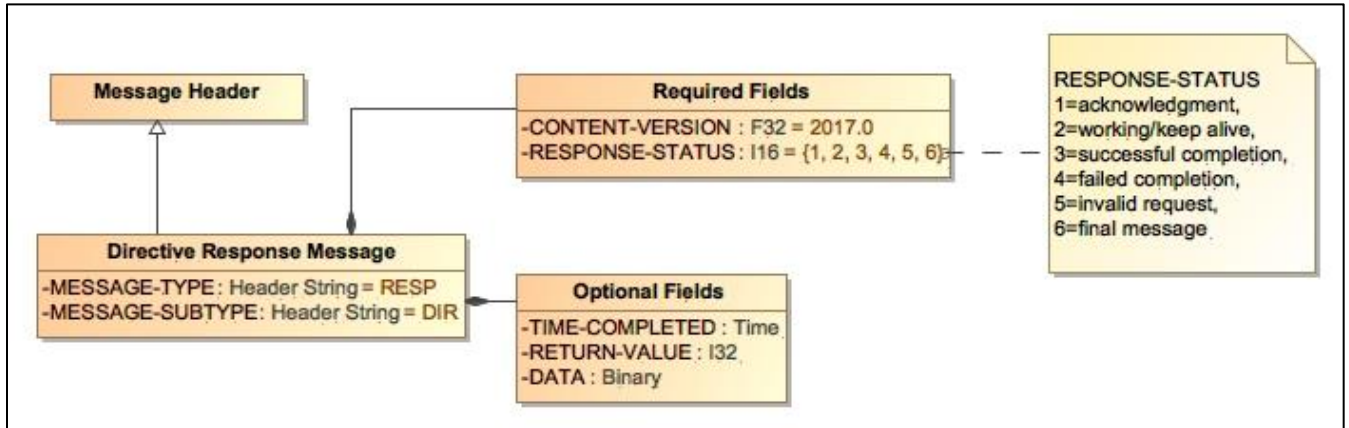 Message Header
Required Fields
-CONTENT-VERSION : F32 = 2017.0
-RESPONSE-STATUS : I16 = {1, 2, 3, 4, 5, 6}
RESPONSE-STATUS
1=acknowledgment,
2=working/keep alive,
3=successful completion,
4=failed completion,
5=invalid request,
6=final message
Directive Response Message
-MESSAGE-TYPE : Header String = RESP
-MESSAGE-SUBTYPE : Header String = DIR
Optional Fields
-TIME-COMPLETED : Time
-RETURN-VALUE : I32
-DATA : Binary